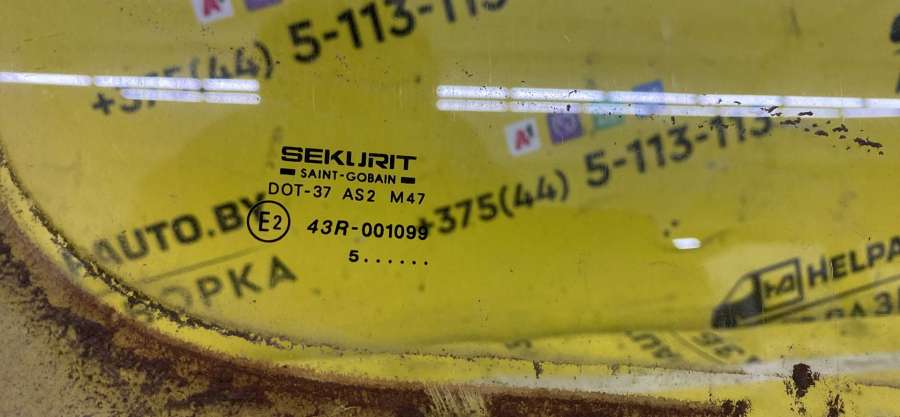 5-113-113
+375(44)
5-113-113
+375(44)
SEKURIT
SAINT-GOBAIN
DOT-37 AS2 M47
E2 43R-001099
5......
AUTO.BY
HELPA